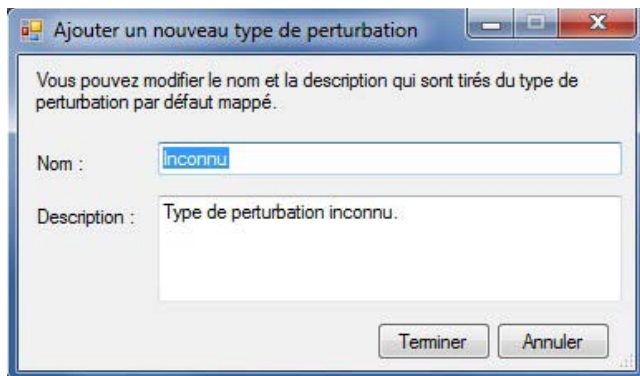 Ajouter un nouveau type de perturbation
Vous pouvez modifier le nom et la description qui sont tirés du type de
perturbation par défaut mappé.
Nom : Inconnu
Description : Type de perturbation inconnu.
Terminer Annuler